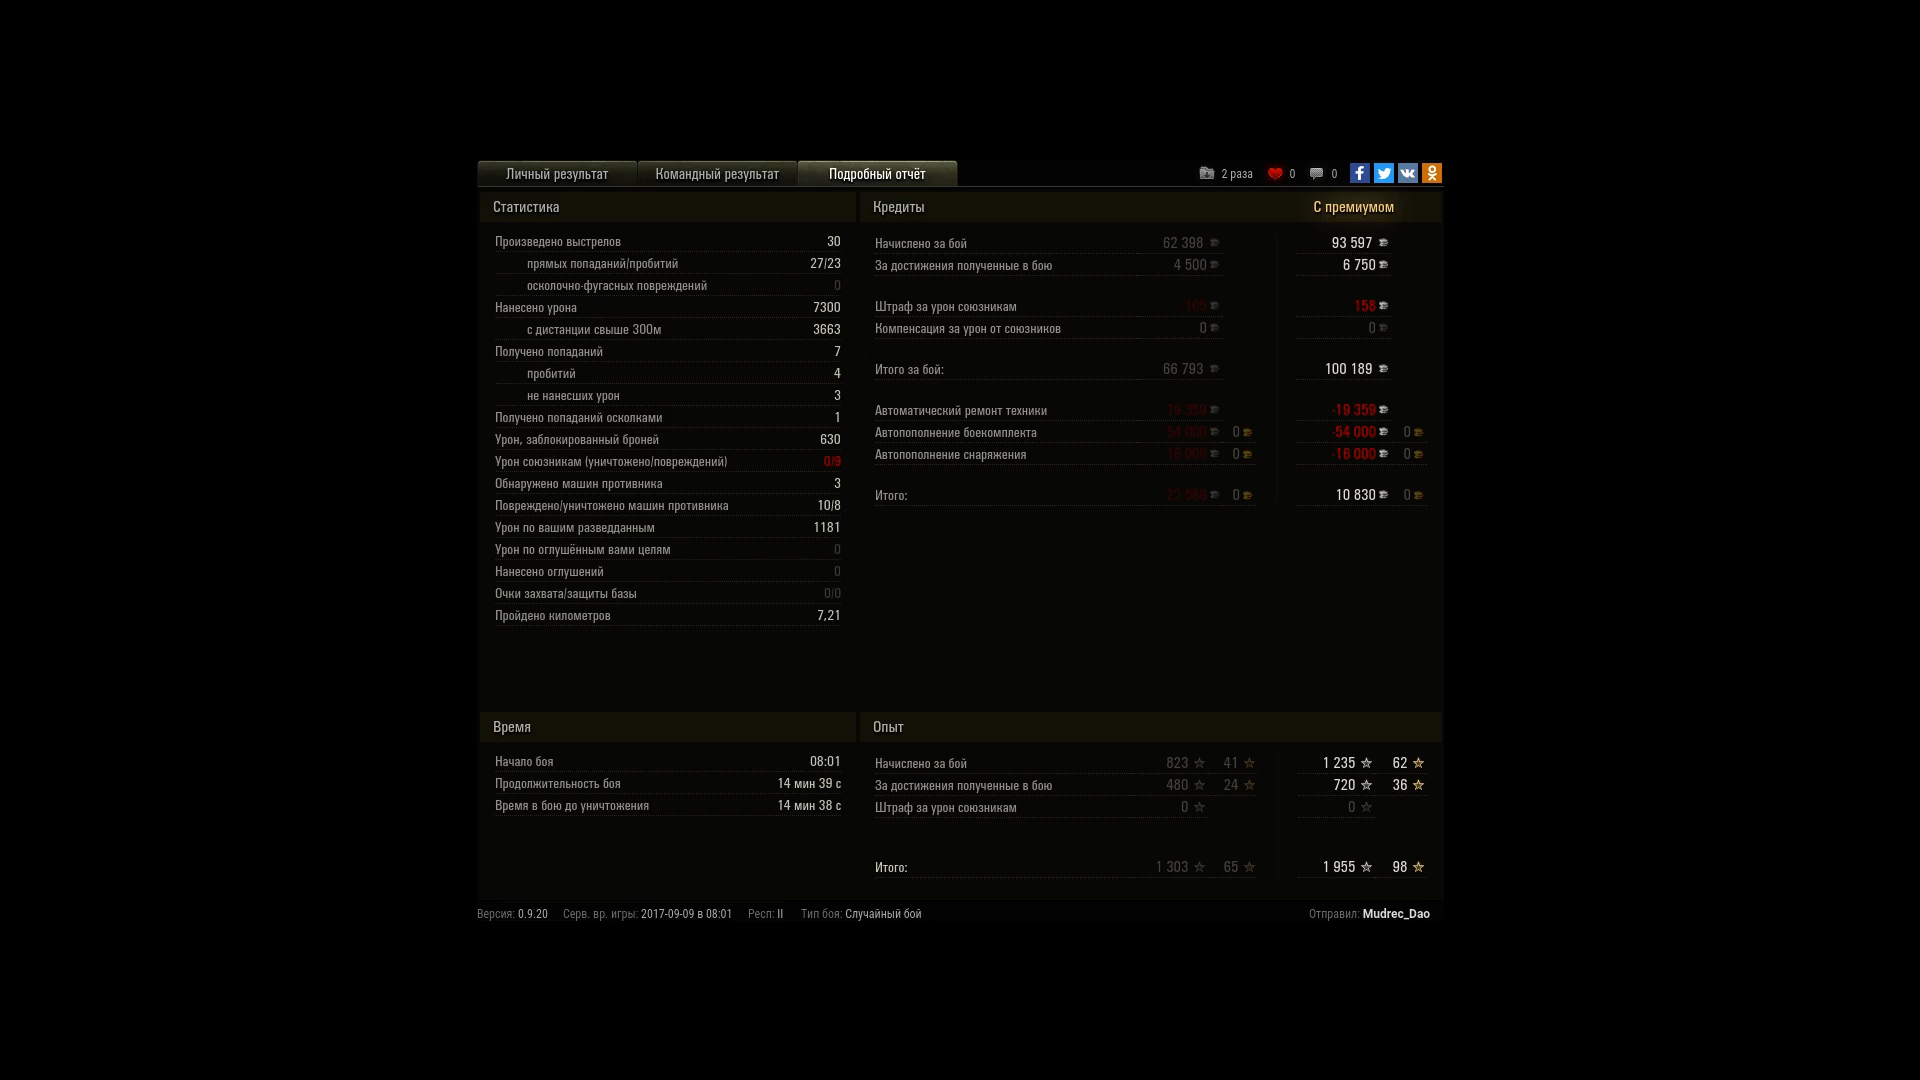 Личный результат Командный результат Подробный отчёт 2 раза 0 0
Статистика
Произведено выстрелов 30
прямых попаданий/пробитий 27/23
осколочно-фугасных повреждений 0
Нанесено урона 7300
с дистанции свыше 300м 3663
Получено попаданий 7
пробитий 4
не нанесших урон 3
Получено попаданий осколками 1
Урон, заблокированный броней 630
Урон союзникам (уничтожено/повреждений) 0/9
Обнаружено машин противника 3
Повреждено/уничтожено машин противника 10/8
Урон по вашим разведданным 1181
Урон по оглушённым вами целям 0
Нанесено оглушений 0
Очки захвата/защиты базы 0/0
Пройдено километров 7,21
Кредиты С премиумом
Начислено за бой 62 398 93 597
За достижения полученные в бою 4 500 6 750
Штраф за урон союзникам 105 158
Компенсация за урон от союзников 0 0
Итого за бой: 66 793 100 189
Автоматический ремонт техники 19 359 -19 359
Автопополнение боекомплекта 54 000 0 -54 000 0
Автопополнение снаряжения 16 000 0 -16 000 0
Итого: 22 566 0 10 830 0
Время
Начало боя 08:01
Продолжительность боя 14 мин 39 с
Время в бою до уничтожения 14 мин 38 с
Опыт
Начислено за бой 823 41 1 235 62
За достижения полученные в бою 480 24 720 36
Штраф за урон союзникам 0 0
Итого: 1 303 65 1 955 98
Версия: 0.9.20 Серв. вр. игры: 2017-09-09 в 08:01 Респ: II Тип боя: Случайный бой Отправил: Mudrec_Dao